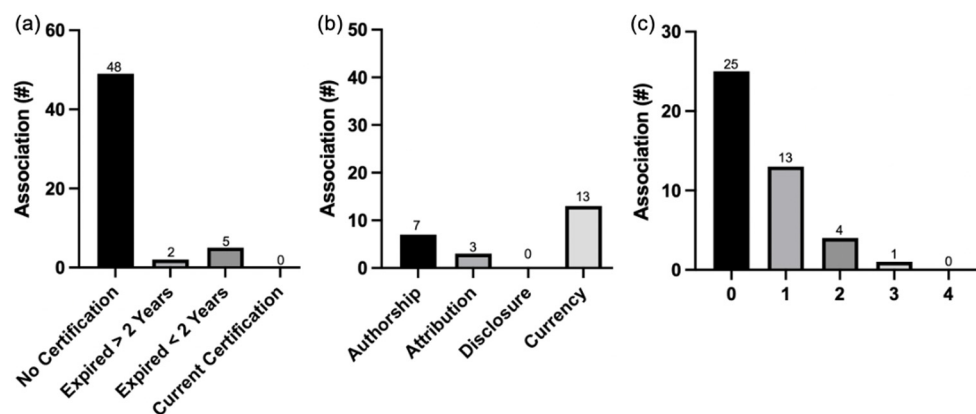 (a)
Association (#)
60
40
20
0
48
2
5
0
No Certification
Expired > 2 Years
Expired < 2 Years
Current Certification
(b)
Association (#)
50
40
30
20
10
0
7
3
0
13
Authorship
Attribution
Disclosure
Currency
(c)
Association (#)
30
20
10
0
25
13
4
1
0
0
1
2
3
4